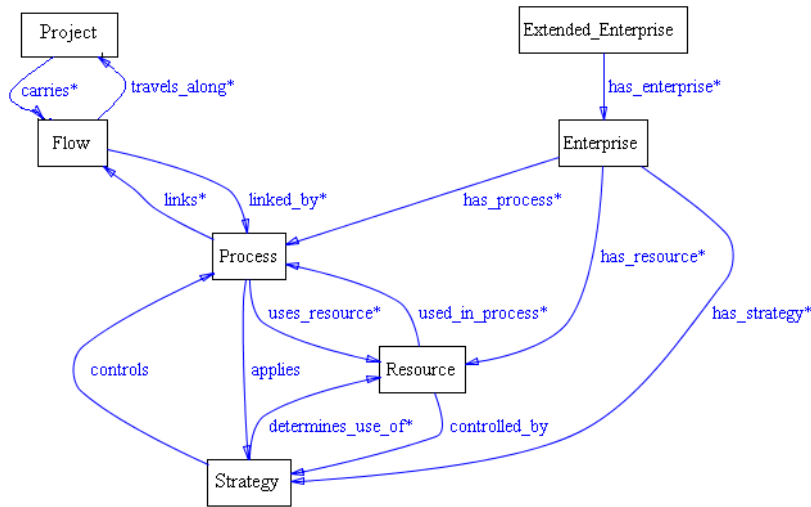 Project
Extended_Enterprise
carries*
travels_along*
has_enterprise*
Flow
Enterprise
links*
linked_by*
has_process*
Process
has_resource*
uses_resource*
used_in_process*
has_strategy*
controls
applies
Resource
determines_use_of*
controlled_by
Strategy